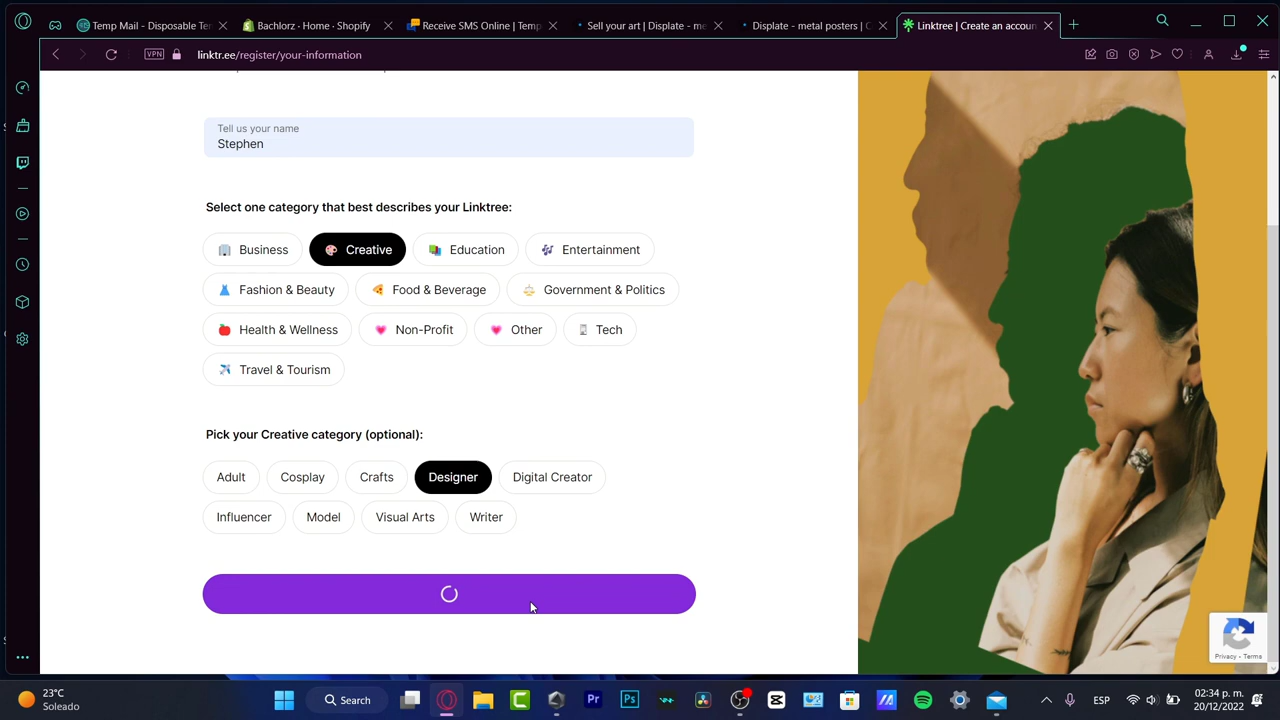 Temp Mail - Disposable Te
Bachlorz · Home · Shopify
Receive SMS Online | Temp
Sell your art | Displate - me
Displate - metal posters | C
Linktree | Create an accoun
VPN
linktr.ee/register/your-information
Tell us your name
Stephen
Select one category that best describes your Linktree:
Business
Creative
Education
Entertainment
Fashion & Beauty
Food & Beverage
Government & Politics
Health & Wellness
Non-Profit
Other
Tech
Travel & Tourism
Pick your Creative category (optional):
Adult
Cosplay
Crafts
Designer
Digital Creator
Influencer
Model
Visual Arts
Writer
Privacy - Terms
23°C
Soleado
Search
Pr
Ps
ESP
02:34 p. m.
20/12/2022